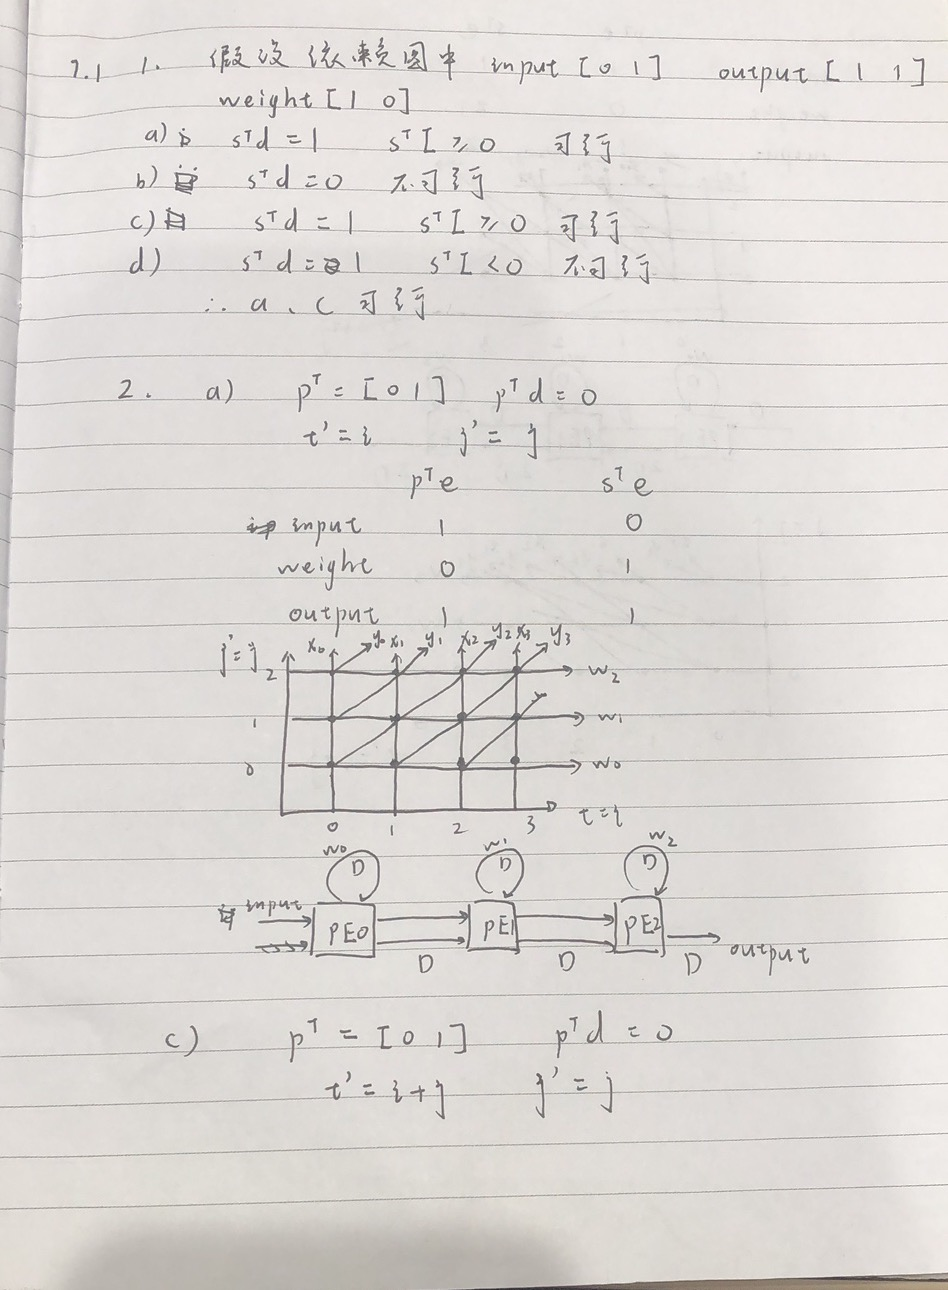 7.1 1. 假设依赖图中 input [0 1] output [1 1]
weight [1 0]
a) sᵀd = 1 sᵀI ≥ 0 可行
b) sᵀd = 0 不可行
c) sᵀd = 1 sᵀI ≥ 0 可行
d) sᵀd = 1 sᵀI < 0 不可行
∴ a、c 可行
2. a) pᵀ = [0 1] pᵀd = 0
t' = i j' = j
pᵀe sᵀe
input 1 0
weight 0 1
output 1 1
j' = j x₀ y₀ x₁ y₁ x₂ y₂ x₃ y₃
2 w₂
1 w₁
0 w₀
0 1 2 3 t = i
w₀ w₁ w₂
D D D
input PE0 PE1 PE2
D D D output
c) pᵀ = [0 1] pᵀd = 0
t' = i + j j' = j